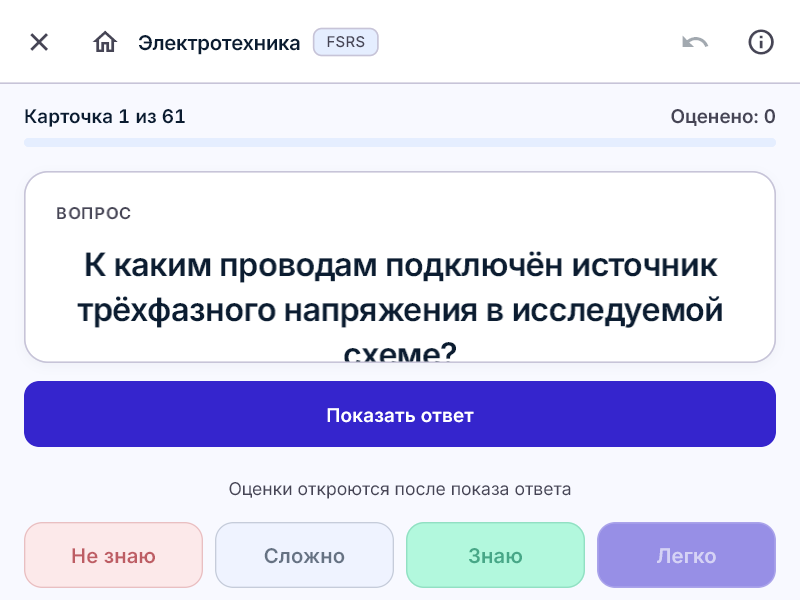 Электротехника FSRS
Карточка 1 из 61
Оценено: 0
ВОПРОС
К каким проводам подключён источник
трёхфазного напряжения в исследуемой
схеме?
Показать ответ
Оценки откроются после показа ответа
Не знаю
Сложно
Знаю
Легко